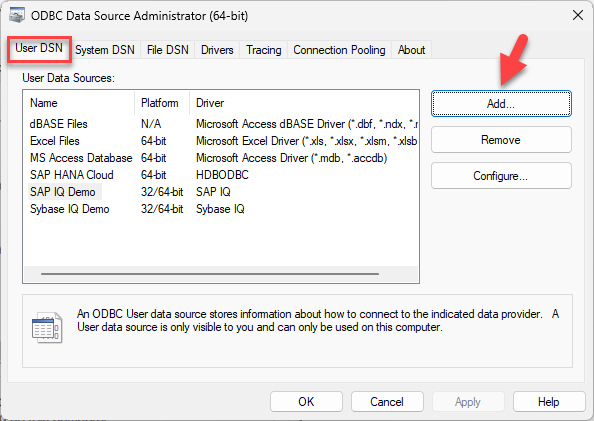 ODBC Data Source Administrator (64-bit)
User DSN System DSN File DSN Drivers Tracing Connection Pooling About
User Data Sources:
Name Platform Driver
dBASE Files N/A Microsoft Access dBASE Driver (*.dbf, *.ndx, *.
Excel Files 64-bit Microsoft Excel Driver (*.xls, *.xlsx, *.xlsm, *.xlsb
MS Access Database 64-bit Microsoft Access Driver (*.mdb, *.accdb)
SAP HANA Cloud 64-bit HDBODBC
SAP IQ Demo 32/64-bit SAP IQ
Sybase IQ Demo 32/64-bit Sybase IQ
Add...
Remove
Configure...
An ODBC User data source stores information about how to connect to the indicated data provider. A
User data source is only visible to you and can only be used on this computer.
OK Cancel Apply Help